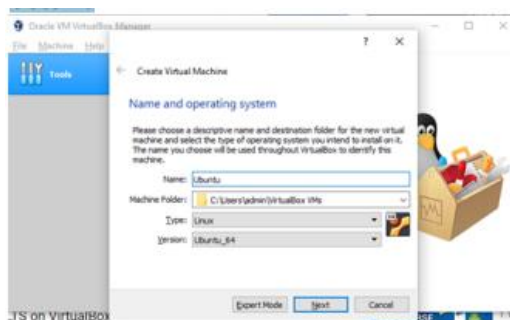 Oracle VM VirtualBox Manager
File Machine Help
Tools
? ×
Create Virtual Machine
Name and operating system
Please choose a descriptive name and destination folder for the new virtual
machine and select the type of operating system you intend to install on it.
The name you choose will be used throughout VirtualBox to identify this
machine.
Name: Ubuntu
Machine Folder: C:\Users\admin\VirtualBox VMs
Type: Linux
Version: Ubuntu_64
Expert Mode Next Cancel
TS on VirtualBox